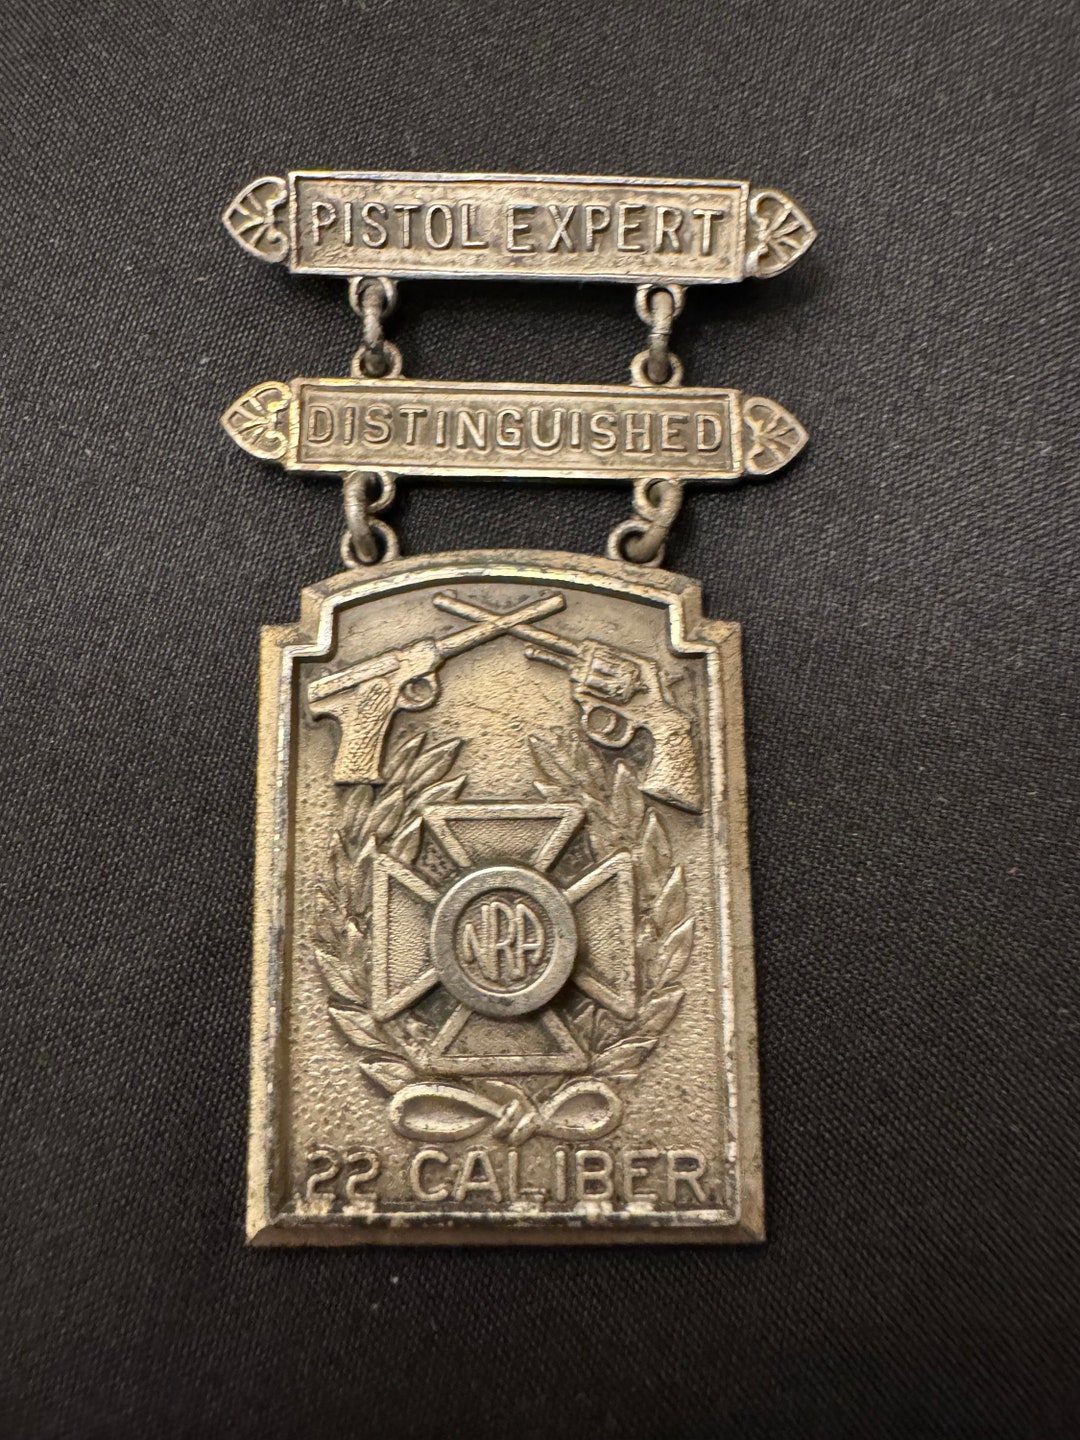 PISTOL EXPERT
DISTINGUISHED
NRA
22 CALIBER